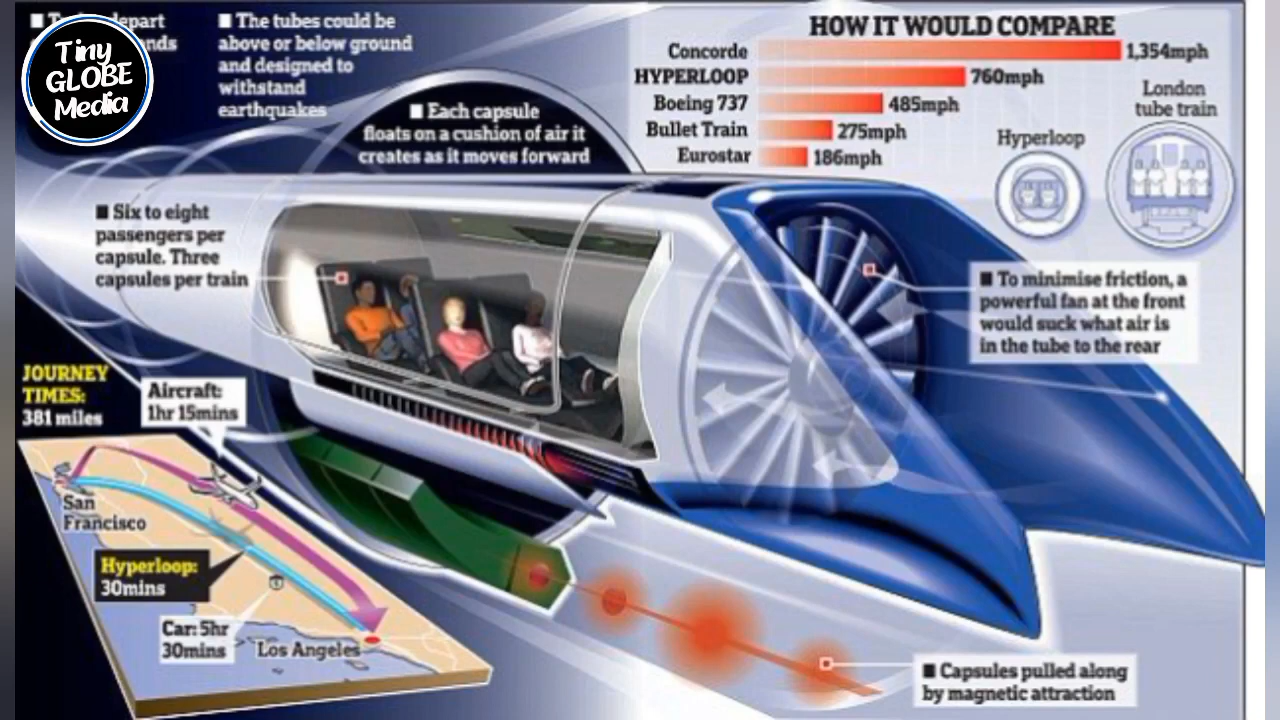 Tiny
GLOBE
Media
depart
■ The tubes could be
above or below ground
and designed to
withstand
earthquakes
■ Each capsule
floats on a cushion of air it
creates as it moves forward
HOW IT WOULD COMPARE
Concorde 1,354mph
HYPERLOOP 760mph
Boeing 737 485mph
Bullet Train 275mph
Eurostar 186mph
Hyperloop
London
tube train
■ Six to eight
passengers per
capsule. Three
capsules per train
■ To minimise friction, a
powerful fan at the front
would suck what air is
in the tube to the rear
JOURNEY
TIMES:
381 miles
Aircraft:
1hr 15mins
San
Francisco
Hyperloop:
30mins
Car: 5hr
30mins
Los Angeles
■ Capsules pulled along
by magnetic attraction